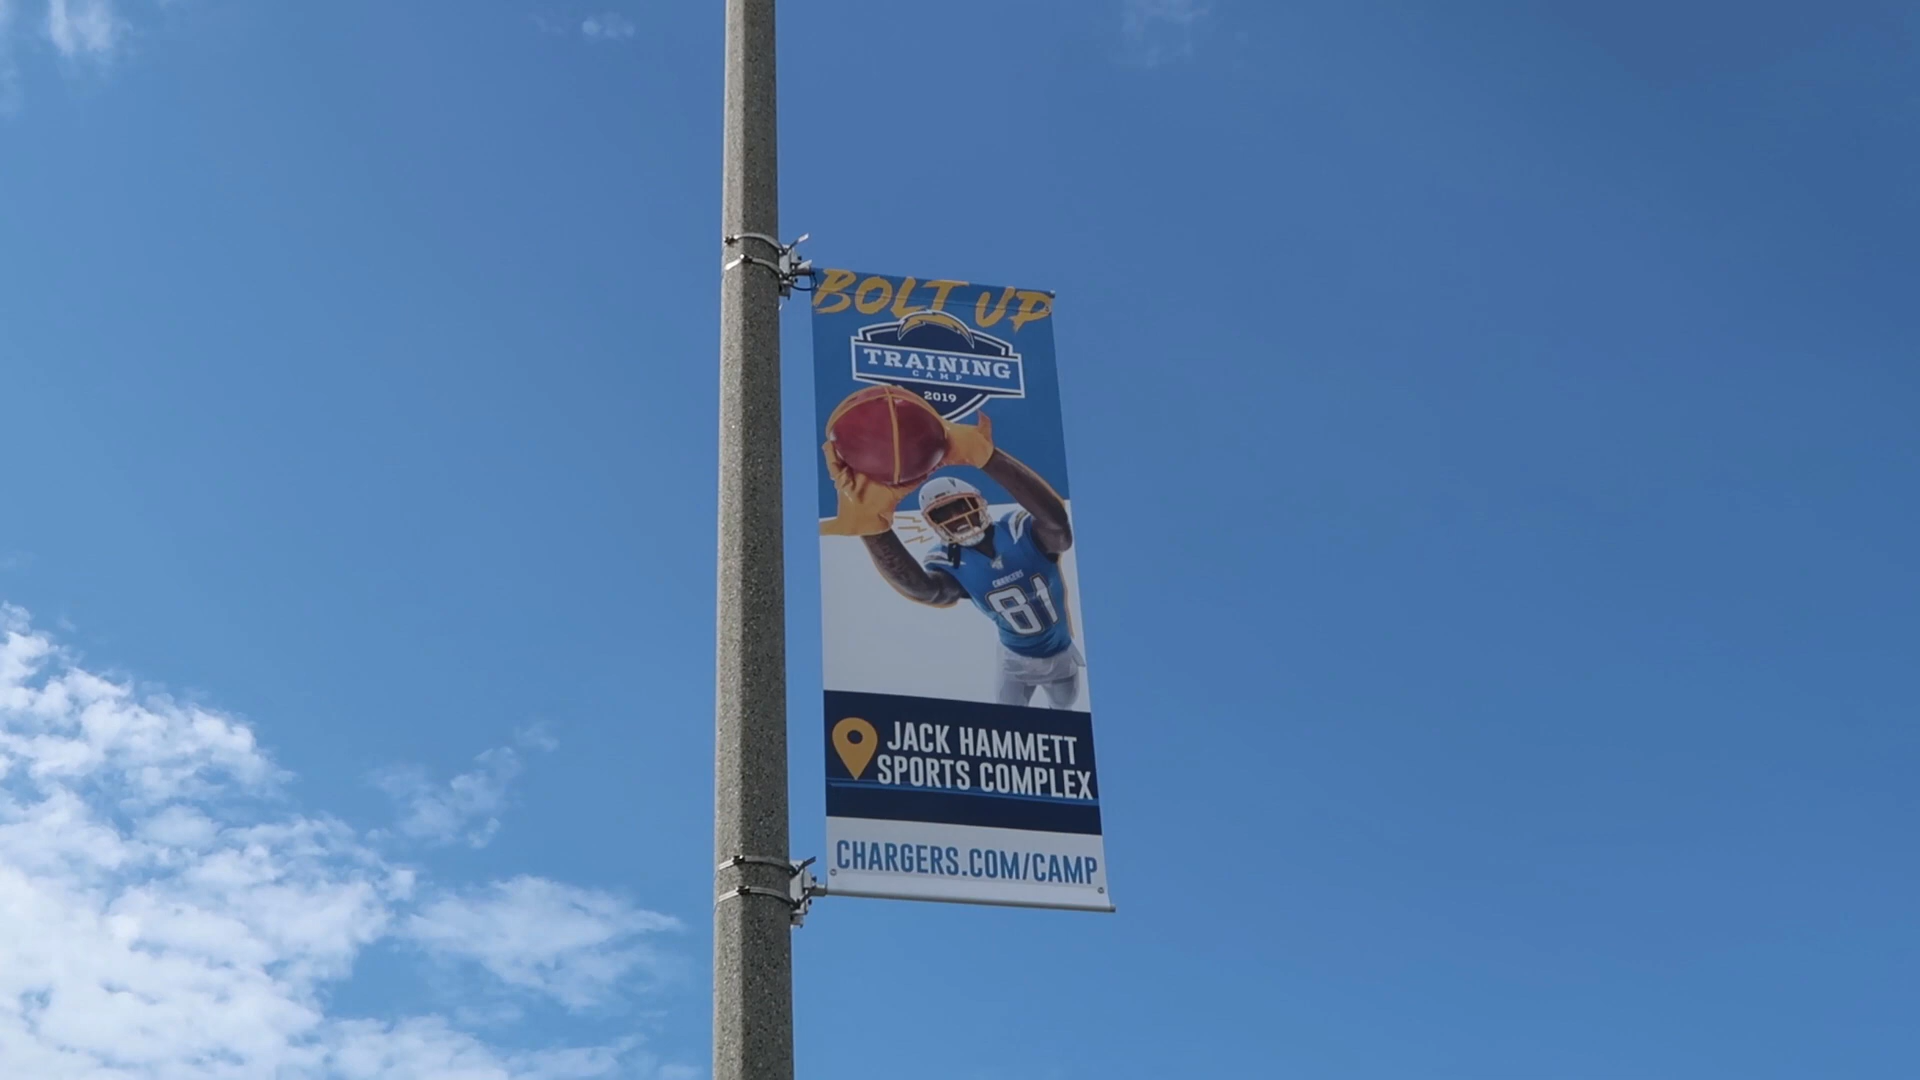 BOLT UP
TRAINING
CAMP
2019
CHARGERS
81
JACK HAMMETT
SPORTS COMPLEX
CHARGERS.COM/CAMP